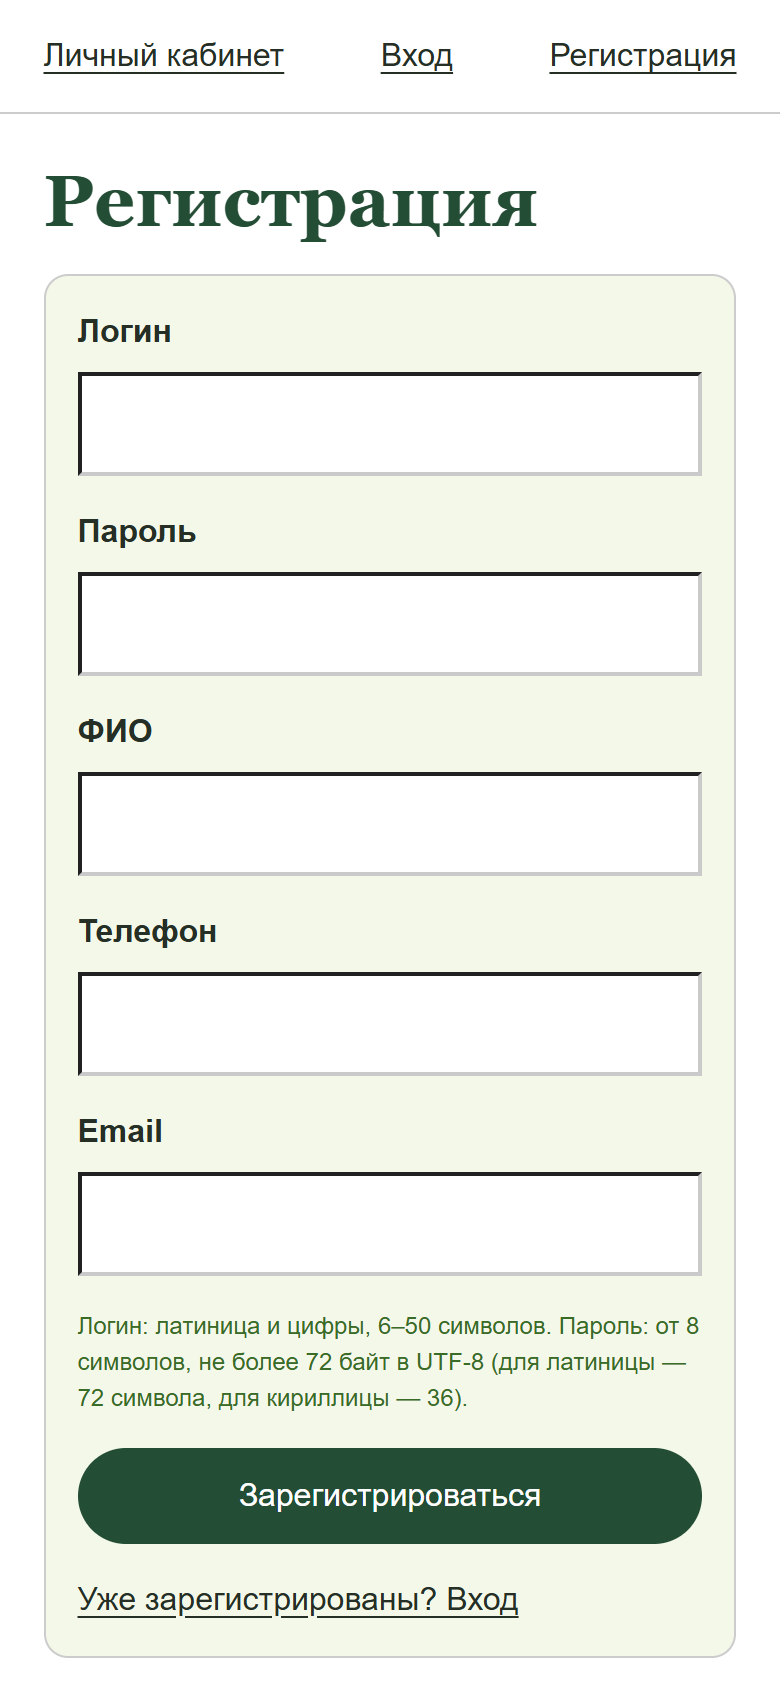 Личный кабинет Вход Регистрация
Регистрация
Логин
Пароль
ФИО
Телефон
Email
Логин: латиница и цифры, 6–50 символов. Пароль: от 8
символов, не более 72 байт в UTF-8 (для латиницы —
72 символа, для кириллицы — 36).
Зарегистрироваться
Уже зарегистрированы? Вход